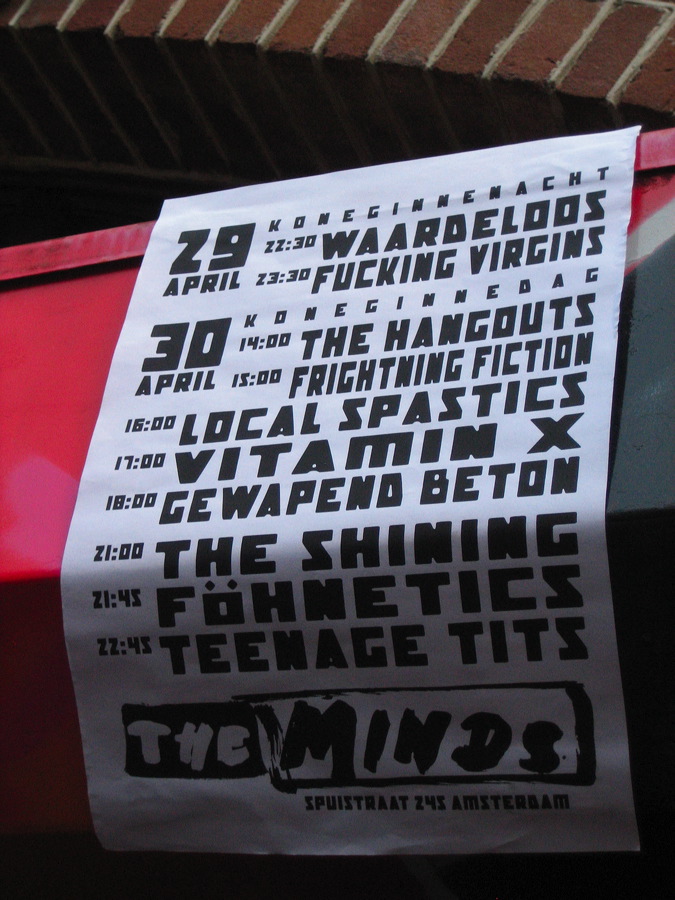 KONEGINNENACHT
29 APRIL
22:30 WAARDELOOS
23:30 FUCKING VIRGINS
KONEGINNEDAG
30 APRIL
14:00 THE HANGOUTS
15:00 FRIGHTNING FICTION
16:00 LOCAL SPASTICS
17:00 VITAMIN X
18:00 GEWAPEND BETON
21:00 THE SHINING
21:45 FÖHNETICS
22:45 TEENAGE TITS
THE MINDS
SPUISTRAAT 245 AMSTERDAM